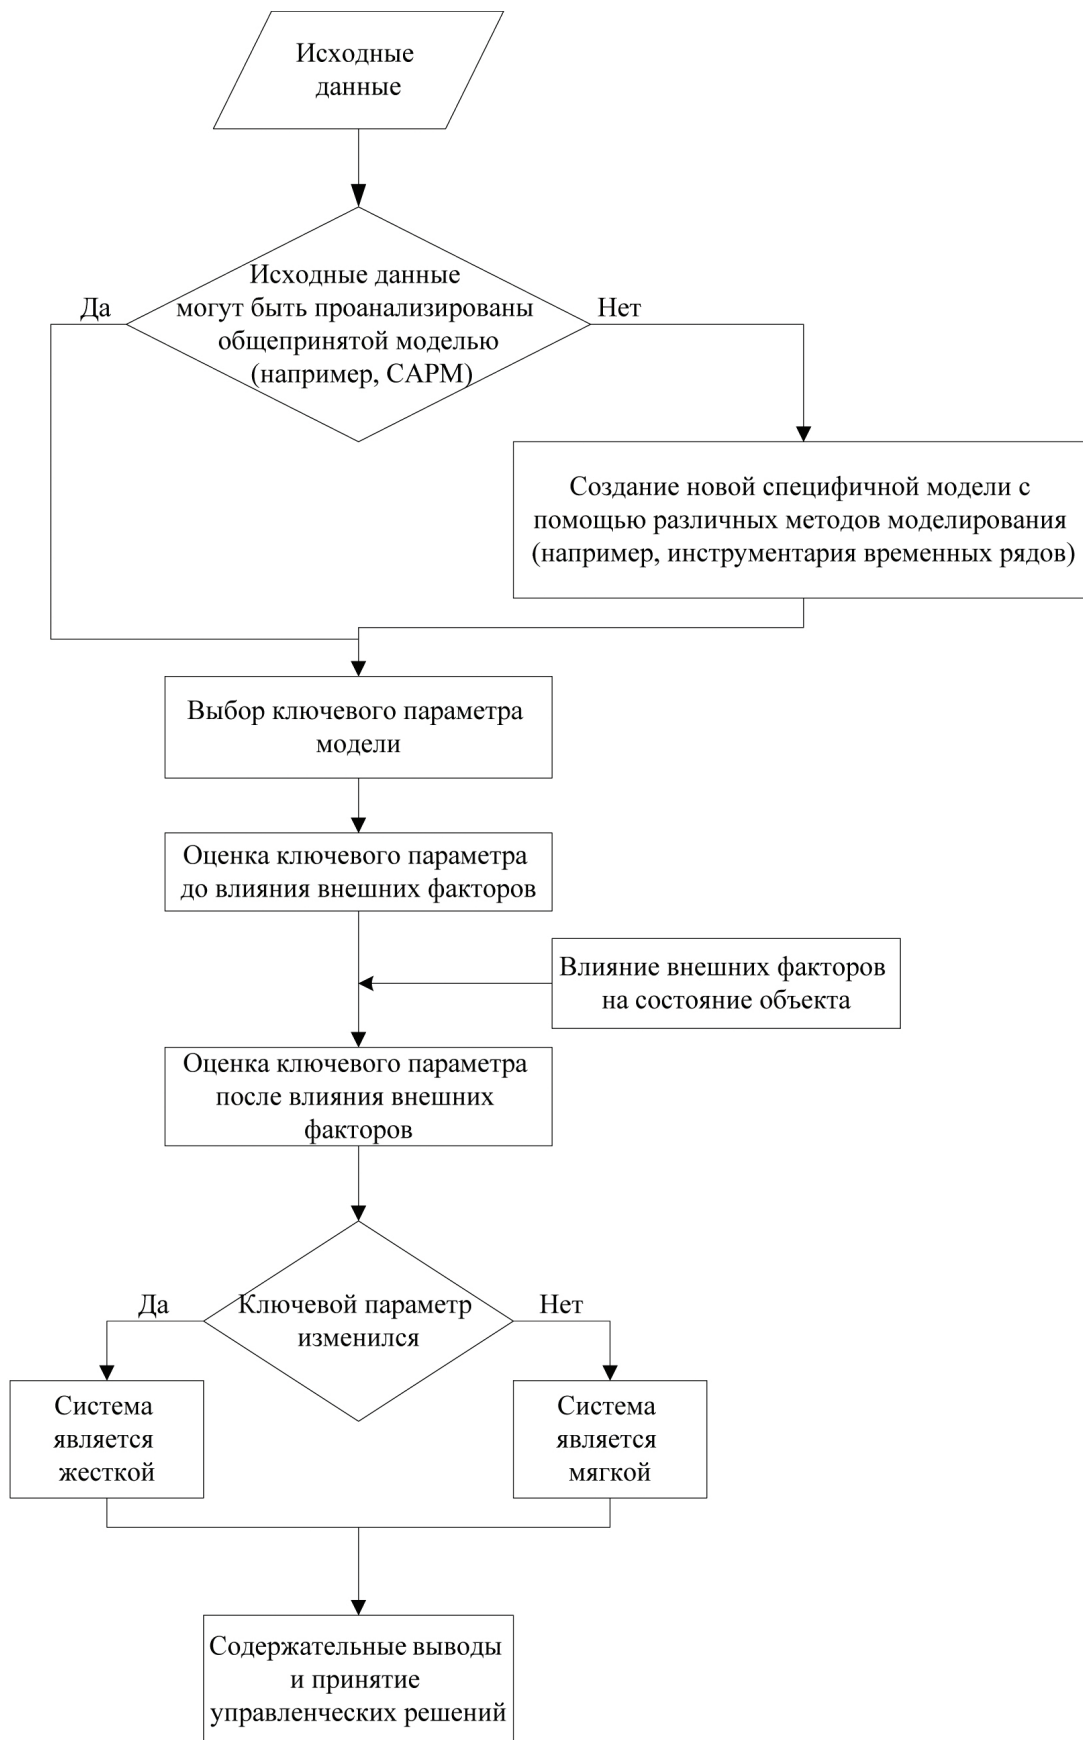 Исходные
данные
Исходные данные
могут быть проанализированы
общепринятой моделью
(например, CAPM)
Да
Нет
Создание новой специфичной модели с
помощью различных методов моделирования
(например, инструментария временных рядов)
Выбор ключевого параметра
модели
Оценка ключевого параметра
до влияния внешних факторов
Влияние внешних факторов
на состояние объекта
Оценка ключевого параметра
после влияния внешних
факторов
Ключевой параметр
изменился
Да
Нет
Система
является
жесткой
Система
является
мягкой
Содержательные выводы
и принятие
управленческих решений